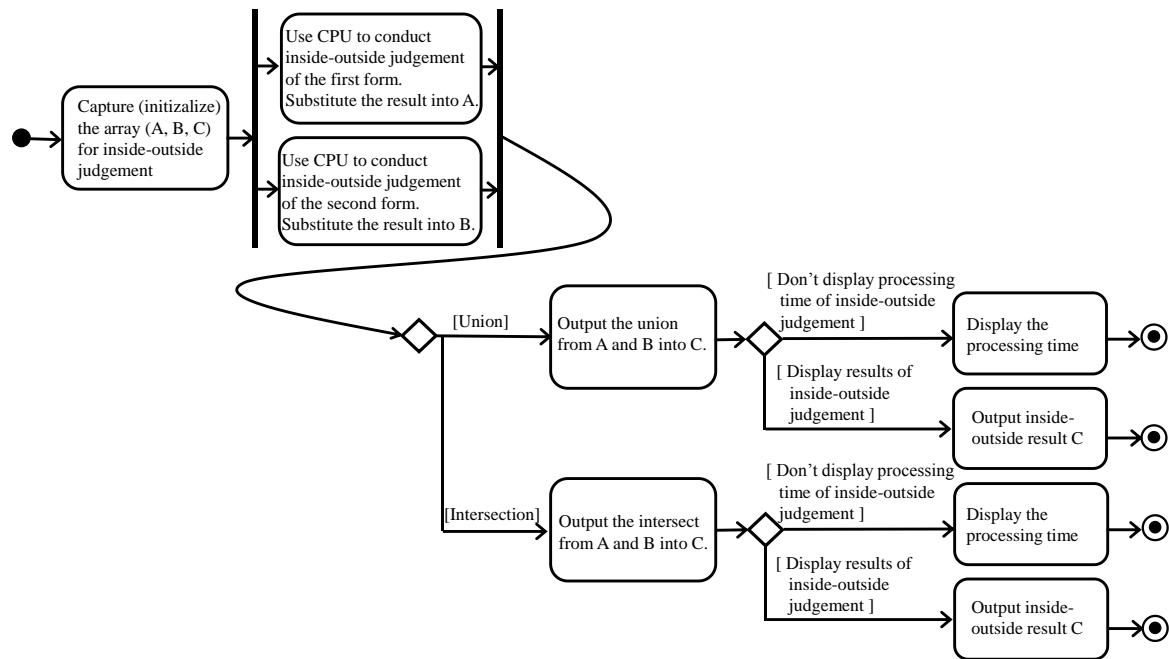 Capture (initizalize)
the array (A, B, C)
for inside-outside
judgement
Use CPU to conduct
inside-outside judgement
of the first form.
Substitute the result into A.
Use CPU to conduct
inside-outside judgement
of the second form.
Substitute the result into B.
[Union]
Output the union
from A and B into C.
[ Don’t display processing
time of inside-outside
judgement ]
Display the
processing time
[ Display results of
inside-outside
judgement ]
Output inside-
outside result C
[Intersection]
Output the intersect
from A and B into C.
[ Don’t display processing
time of inside-outside
judgement ]
Display the
processing time
[ Display results of
inside-outside
judgement ]
Output inside-
outside result C